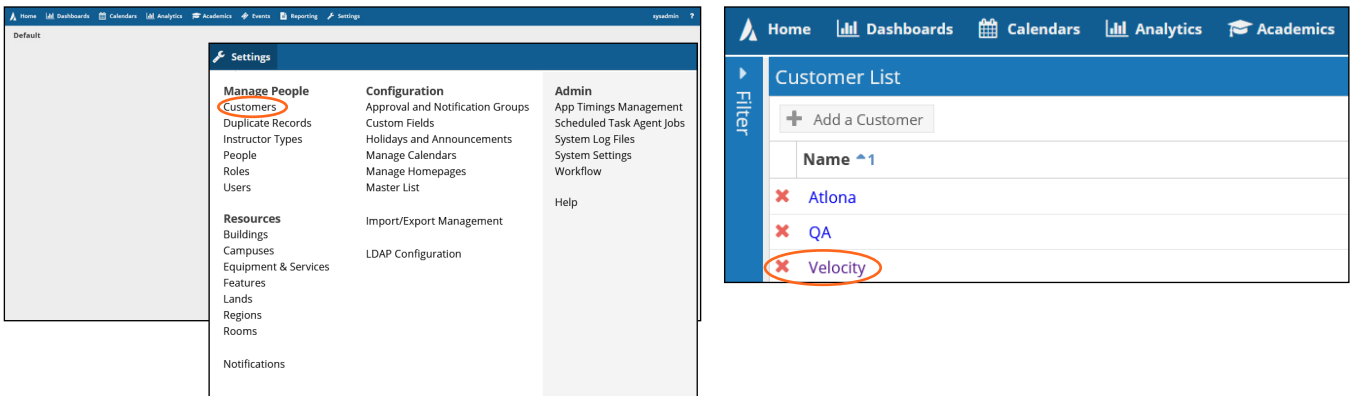 Home Dashboards Calendars Analytics Academics Events Reporting Settings sysadmin ?
Default
Settings
Manage People
Customers
Duplicate Records
Instructor Types
People
Roles
Users
Resources
Buildings
Campuses
Equipment & Services
Features
Lands
Regions
Rooms
Notifications
Configuration
Approval and Notification Groups
Custom Fields
Holidays and Announcements
Manage Calendars
Manage Homepages
Master List
Import/Export Management
LDAP Configuration
Admin
App Timings Management
Scheduled Task Agent Jobs
System Log Files
System Settings
Workflow
Help
Home Dashboards Calendars Analytics Academics
Filter
Customer List
Add a Customer
Name 1
Atlona
QA
Velocity